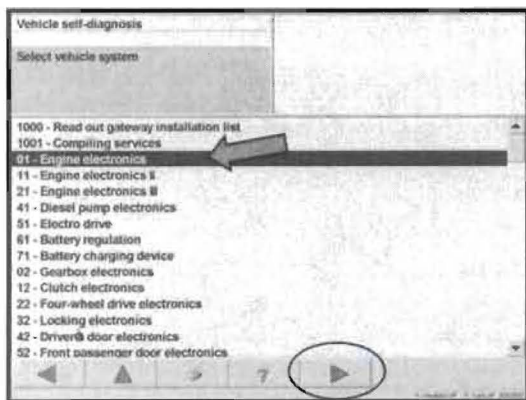 Vehicle self-diagnosis
Select vehicle system
1000 - Read out gateway installation list
1001 - Compiling services
01 - Engine electronics
11 - Engine electronics II
21 - Engine electronics III
41 - Diesel pump electronics
51 - Electro drive
61 - Battery regulation
71 - Battery charging device
02 - Gearbox electronics
12 - Clutch electronics
22 - Four-wheel drive electronics
32 - Locking electronics
42 - Driver door electronics
52 - Front passenger door electronics
?